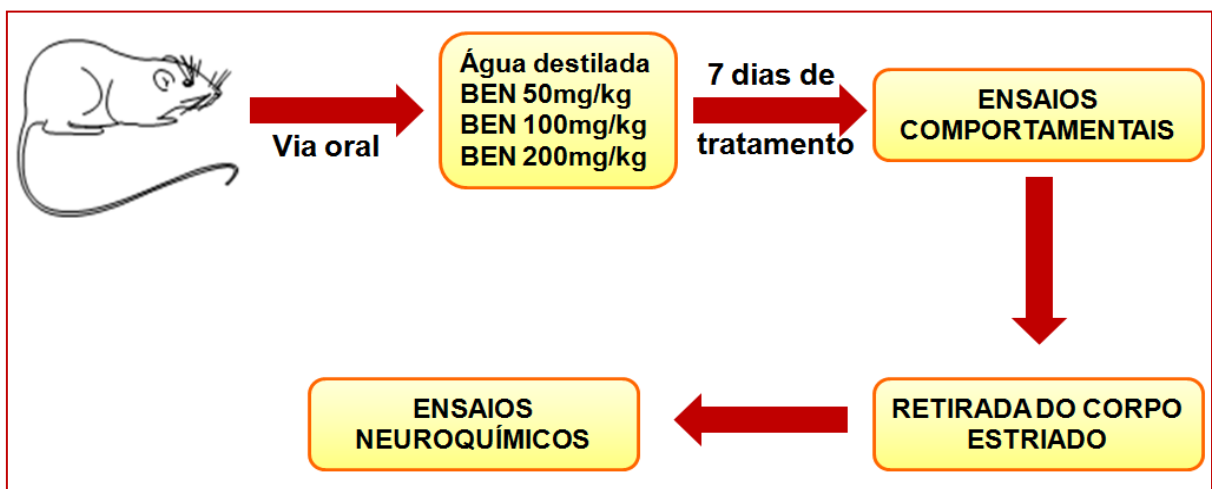 Via oral
Água destilada
BEN 50mg/kg
BEN 100mg/kg
BEN 200mg/kg
7 dias de
tratamento
ENSAIOS
COMPORTAMENTAIS
RETIRADA DO CORPO
ESTRIADO
ENSAIOS
NEUROQUÍMICOS